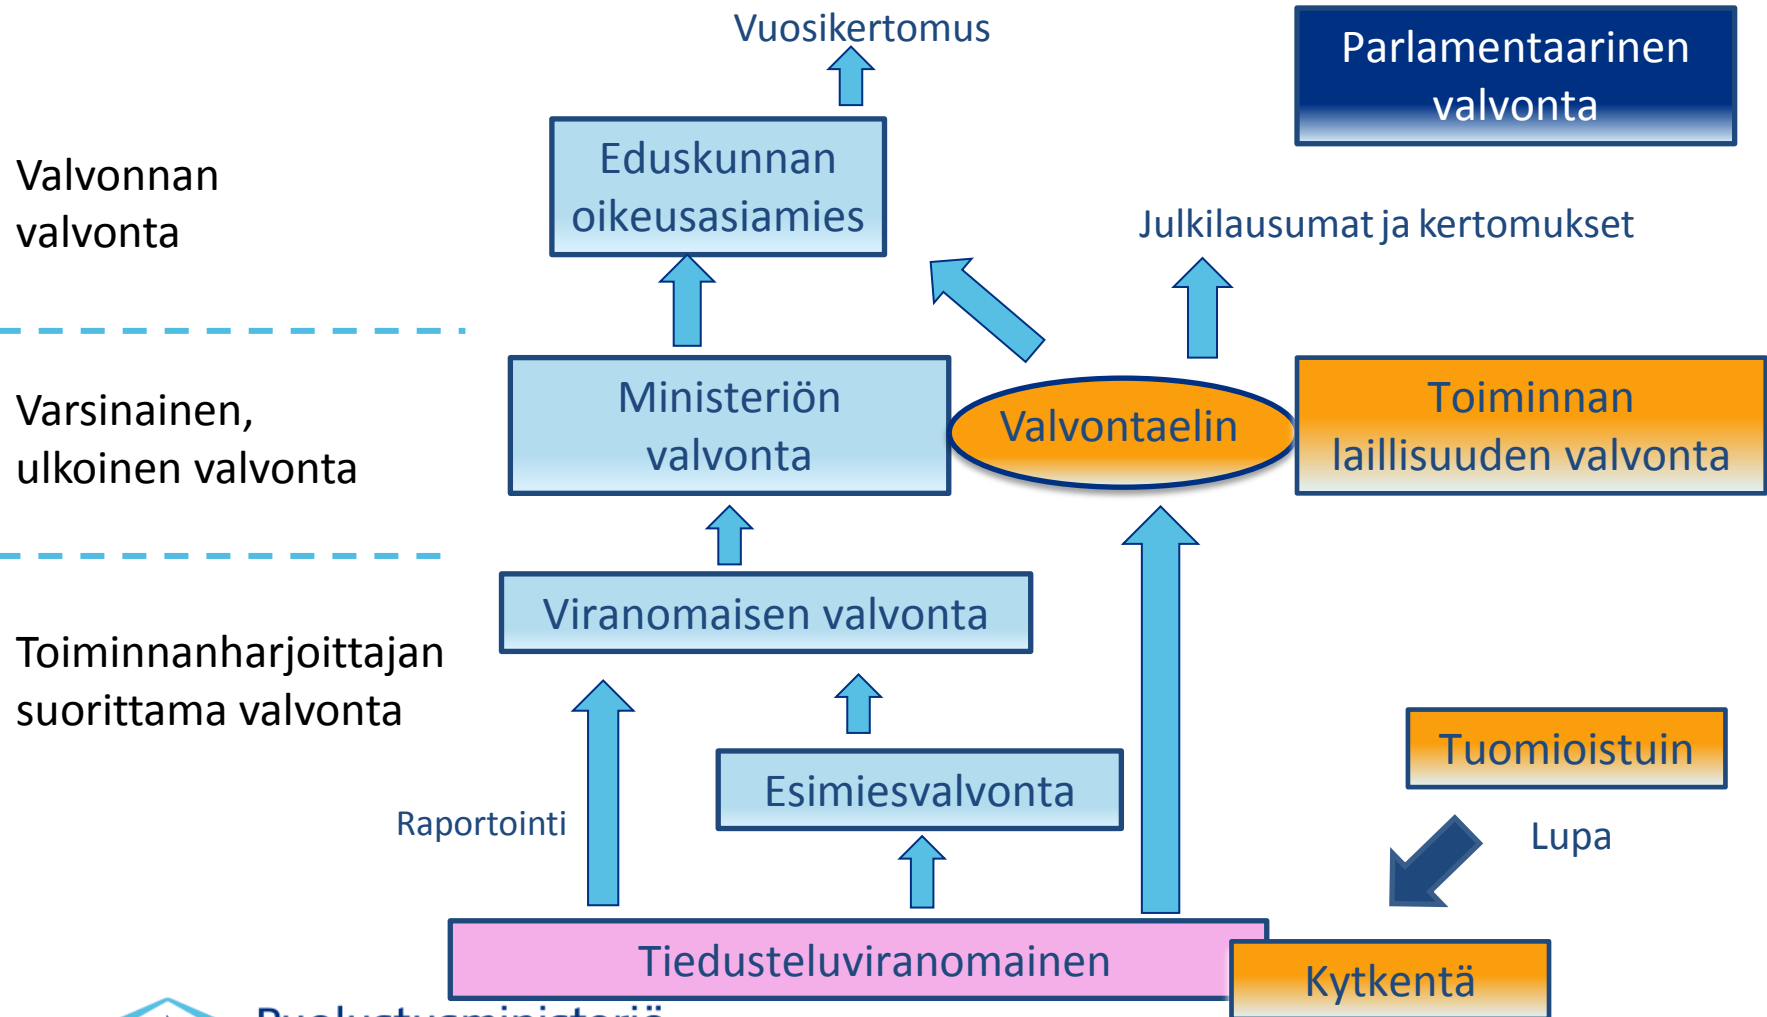 Vuosikertomus
Parlamentaarinen
valvonta
Valvonnan
valvonta
Eduskunnan
oikeusasiamies
Julkilausumat ja kertomukset
Varsinainen,
ulkoinen valvonta
Ministeriön
valvonta
Valvontaelin
Toiminnan
laillisuuden valvonta
Viranomaisen valvonta
Toiminnanharjoittajan
suorittama valvonta
Esimiesvalvonta
Tuomioistuin
Raportointi
Lupa
Tiedusteluviranomainen
Kytkentä
Puolustusministeriö